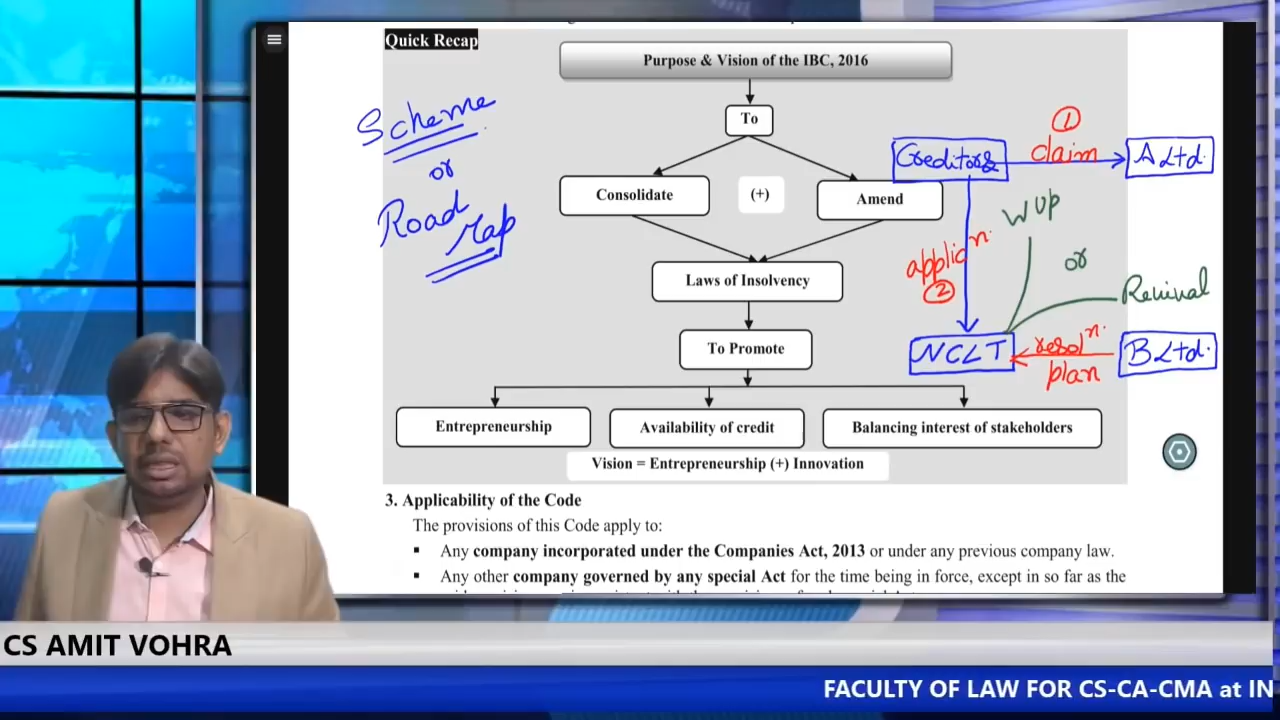 Quick Recap
Purpose & Vision of the IBC, 2016
To
Consolidate
(+)
Amend
Laws of Insolvency
To Promote
Entrepreneurship
Availability of credit
Balancing interest of stakeholders
Vision = Entrepreneurship (+) Innovation
Scheme
or
Road
Map
Creditors
1
claim
A Ltd.
applicn.
2
WUP
or
Revival
NCLT
resoln.
plan
B Ltd.
3. Applicability of the Code
The provisions of this Code apply to:
▪ Any company incorporated under the Companies Act, 2013 or under any previous company law.
▪ Any other company governed by any special Act for the time being in force, except in so far as the
CS AMIT VOHRA
FACULTY OF LAW FOR CS-CA-CMA at IN